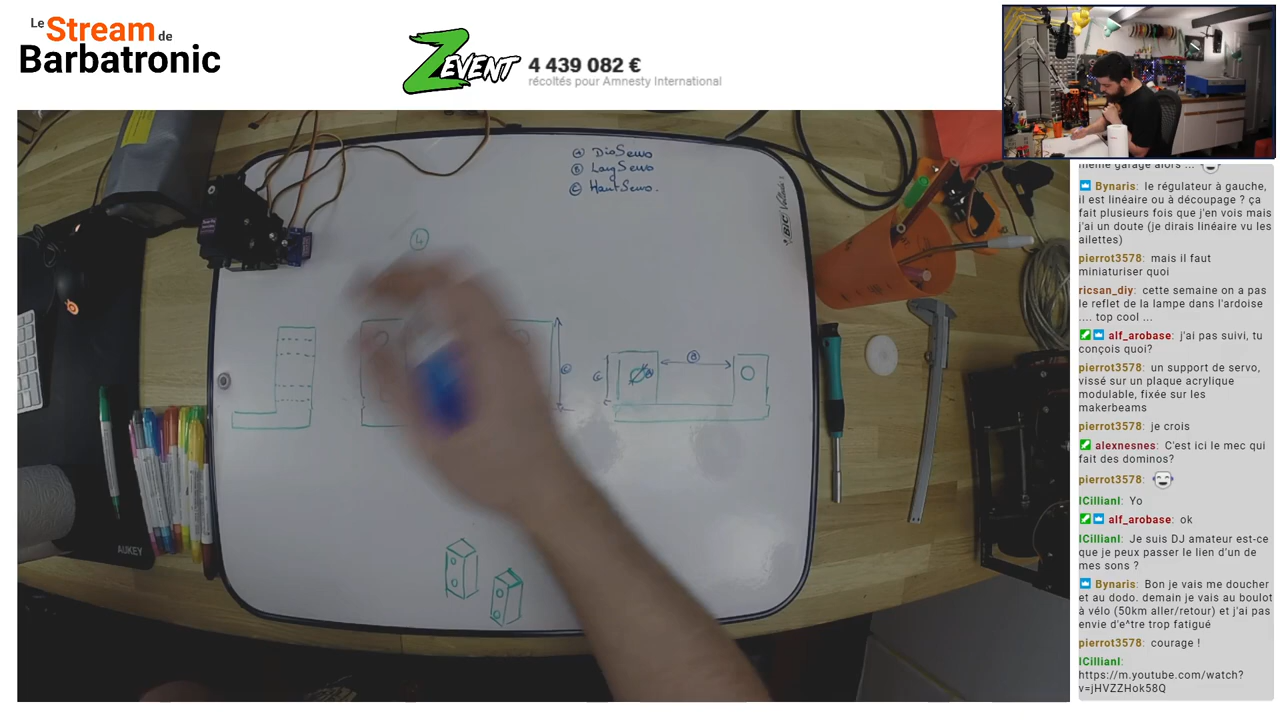 Le Stream de
Barbatronic
ZEVENT
4 439 082 €
récoltés pour Amnesty International
A DioServo
B LargServo
C HautServo.
4
B
C
C
BIC Velleda
AUKEY
même garage alors ...
Bynaris: le régulateur à gauche,
il est linéaire ou à découpage ? ça
fait plusieurs fois que j'en vois mais
j'ai un doute (je dirais linéaire vu les
ailettes)
pierrot3578: mais il faut
miniaturiser quoi
ricsan_diy: cette semaine on a pas
le reflet de la lampe dans l'ardoise
.... top cool ...
alf_arobase: j'ai pas suivi, tu
conçois quoi?
pierrot3578: un support de servo,
vissé sur un plaque acrylique
modulable, fixée sur les
makerbeams
pierrot3578: je crois
alexnesnes: C'est ici le mec qui
fait des dominos?
pierrot3578:
lCillianl: Yo
alf_arobase: ok
lCillianl: Je suis DJ amateur est-ce
que je peux passer le lien d'un de
mes sons ?
Bynaris: Bon je vais me doucher
et au dodo. demain je vais au boulot
à vélo (50km aller/retour) et j'ai pas
envie d'e^tre trop fatigué
pierrot3578: courage !
lCillianl:
https://m.youtube.com/watch?
v=jHVZZHok58Q